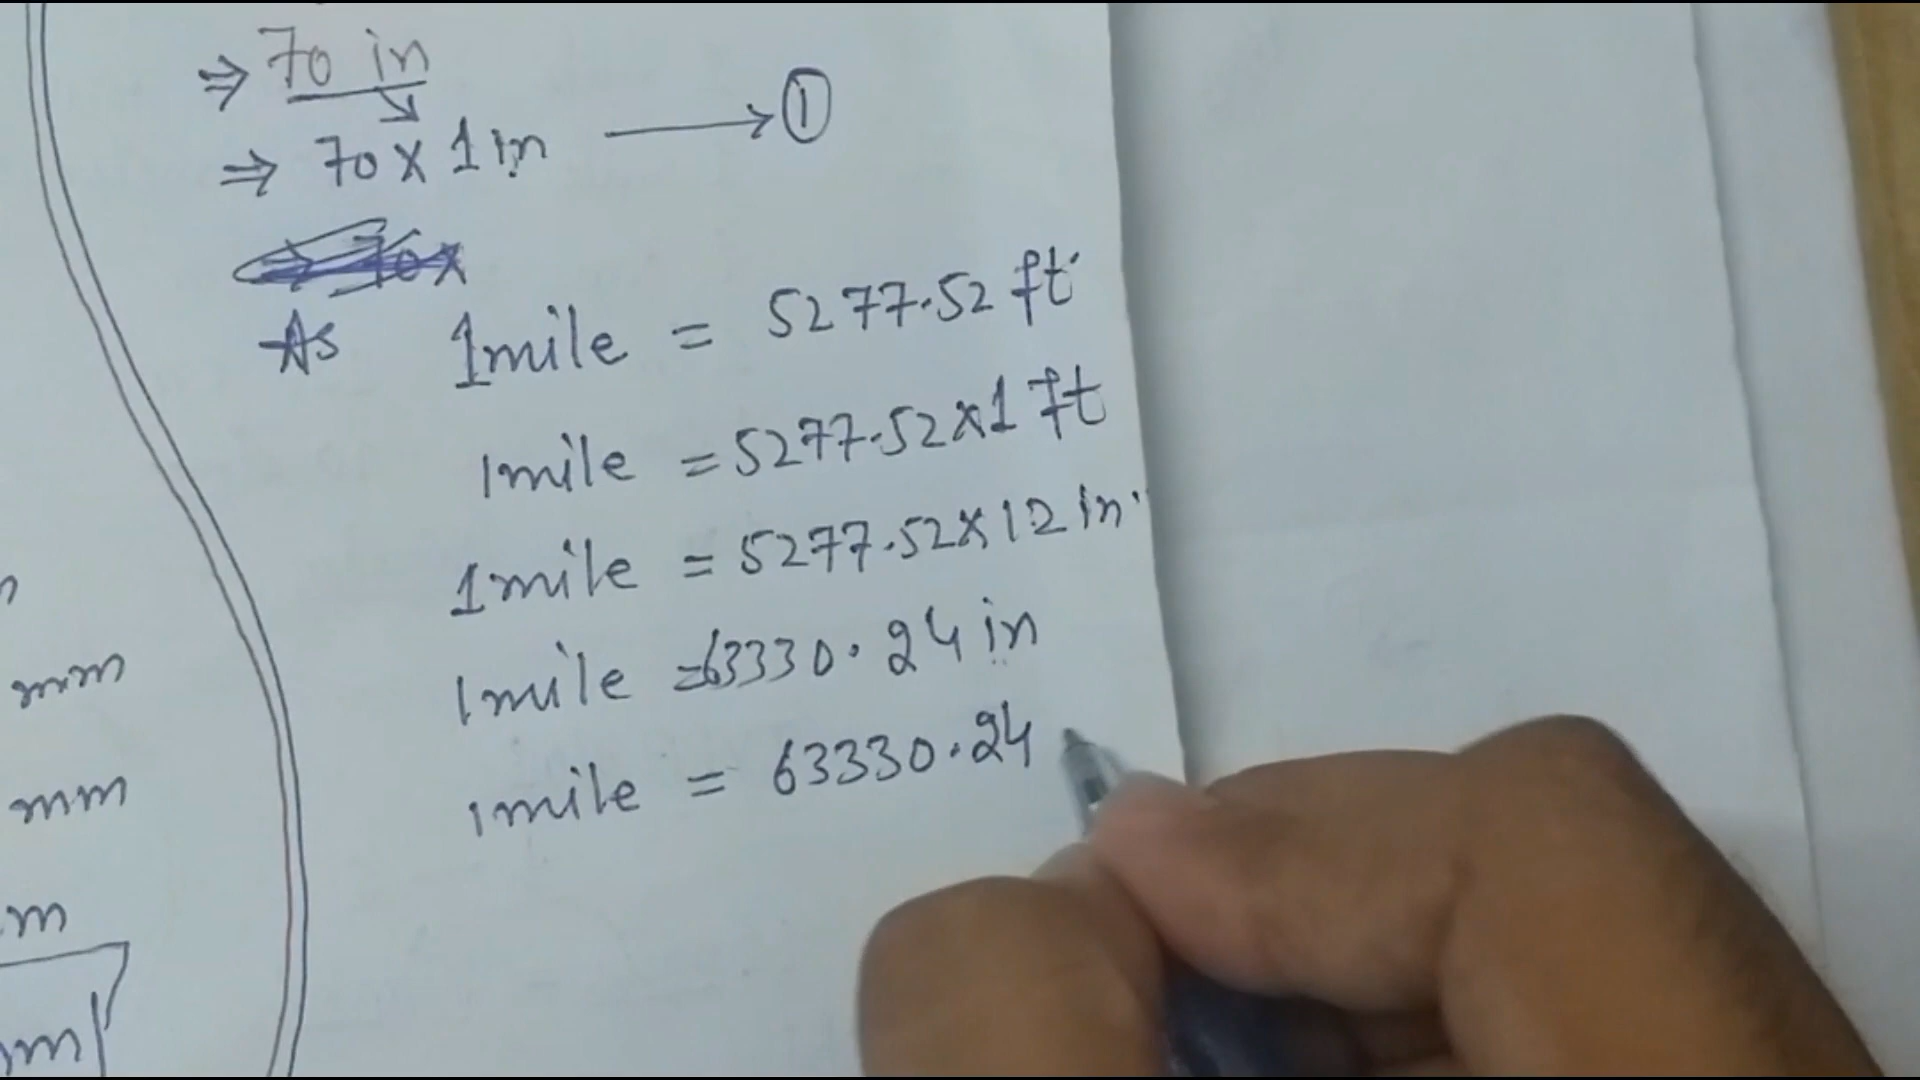 ⇒ 70 in
⇒ 70 x 1 in ⟶ ①
As 1mile = 5277.52 ft
1mile = 5277.52x1 ft
1mile = 5277.52x12 in
1mile = 63330.24 in
1mile = 63330.24
mm
mm
m